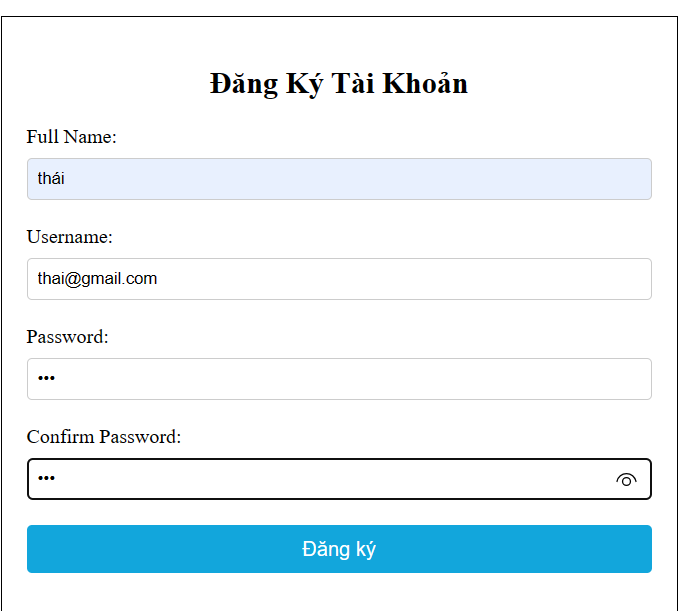 Đăng Ký Tài Khoản
Full Name:
thái
Username:
thai@gmail.com
Password:
•••
Confirm Password:
•••
Đăng ký